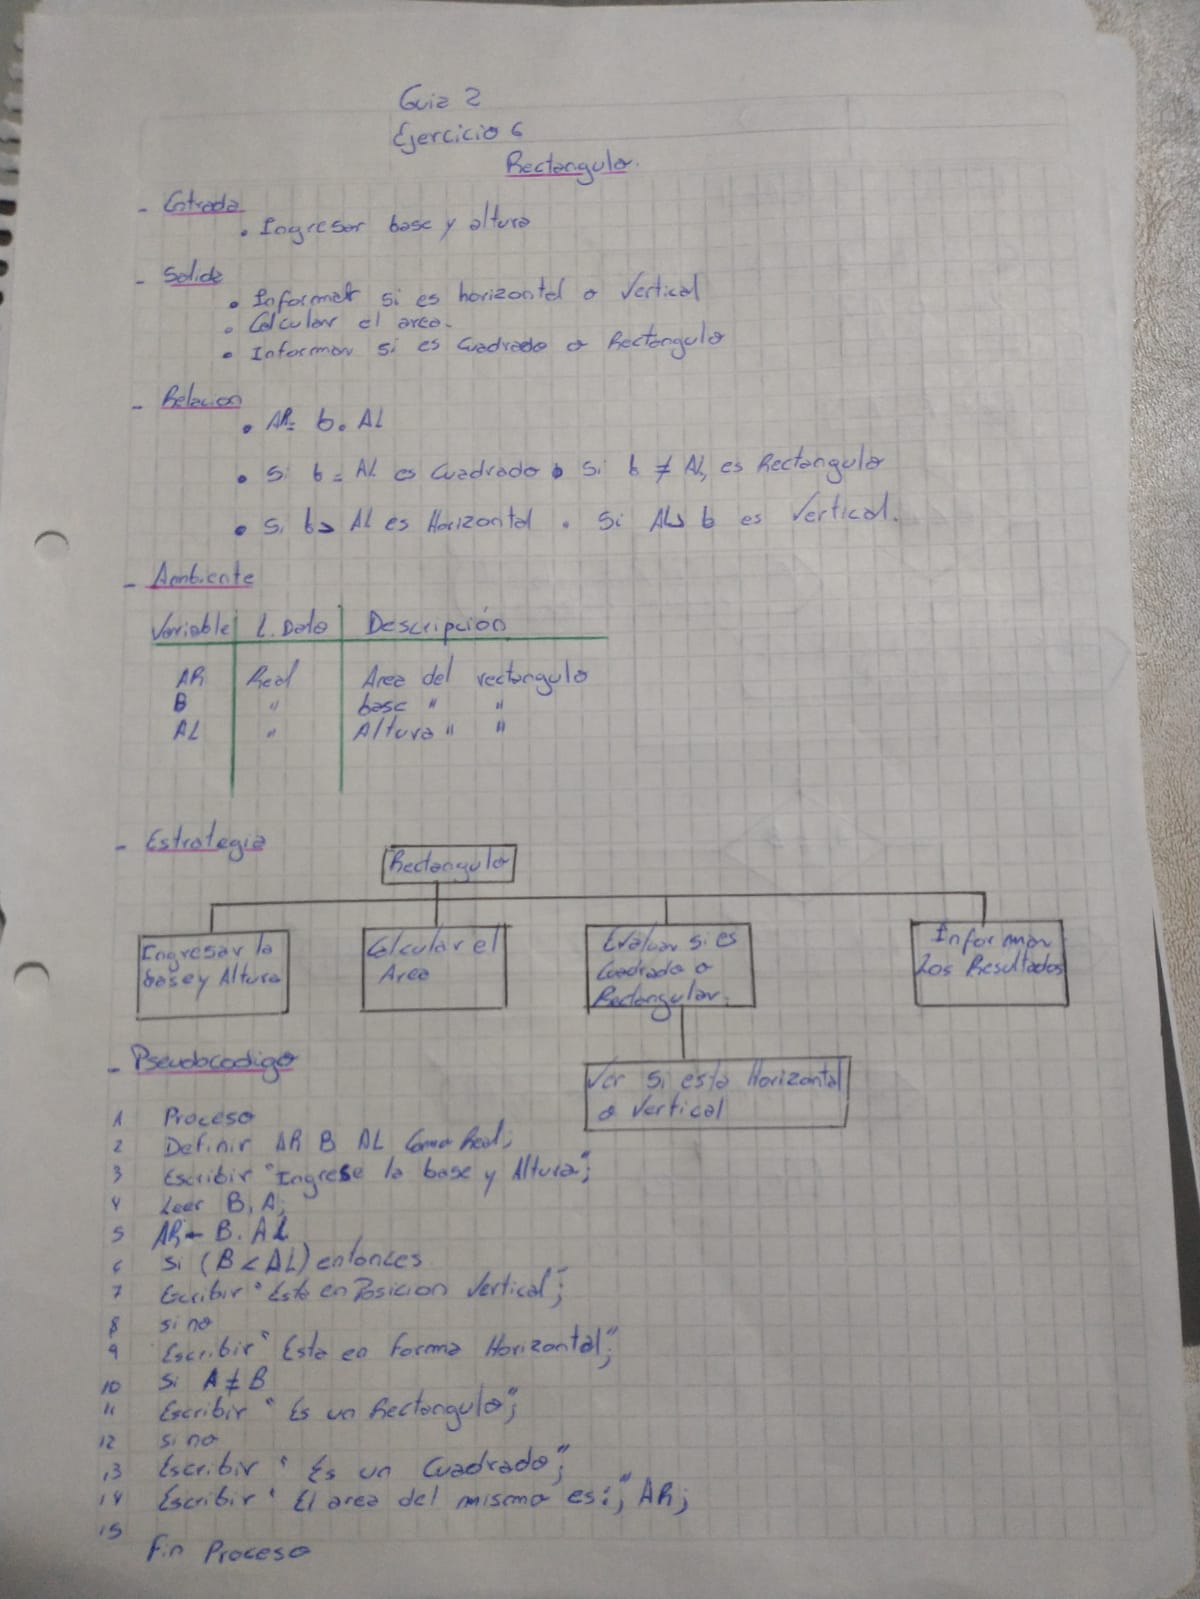 Guia 2
Ejercicio 6
Rectangulo.
- Entrada
• Ingresar base y altura
- Salida
• Informar si es horizontal o Vertical
• Calcular el area.
• Informar si es Cuadrado o Rectangulo
- Relacion
• AR= b. AL
• Si b = AL es Cuadrado • Si b ≠ AL, es Rectangulo
• Si b> AL es Horizontal . Si AL> b es Vertical.
- Ambiente
Variable T. Dato Descripción
AR Real Area del rectangulo
B " base " "
AL " Altura " "
- Estrategia
Rectangulo
Ingresar la base y Altura
Calcular el Area
Evaluar si es Cuadrado o Rectangular.
Informar Los Resultados
Ver Si esta Horizontal o Vertical
- Pseudocodigo
1 Proceso
2 Definir AR B AL Como Real;
3 Escribir "Ingrese la base y Altura";
4 Leer B, A;
5 AR← B. AL
6 Si (B < AL) entonces
7 Escribir "Esta en Posicion Vertical;
8 si no
9 Escribir "Esta en forma Horizontal";
10 Si A ≠ B
11 Escribir "Es un Rectangulo";
12 si no
13 Escribir "Es un Cuadrado";
14 Escribir "El area del mismo es:", AR;
15
Fin Proceso